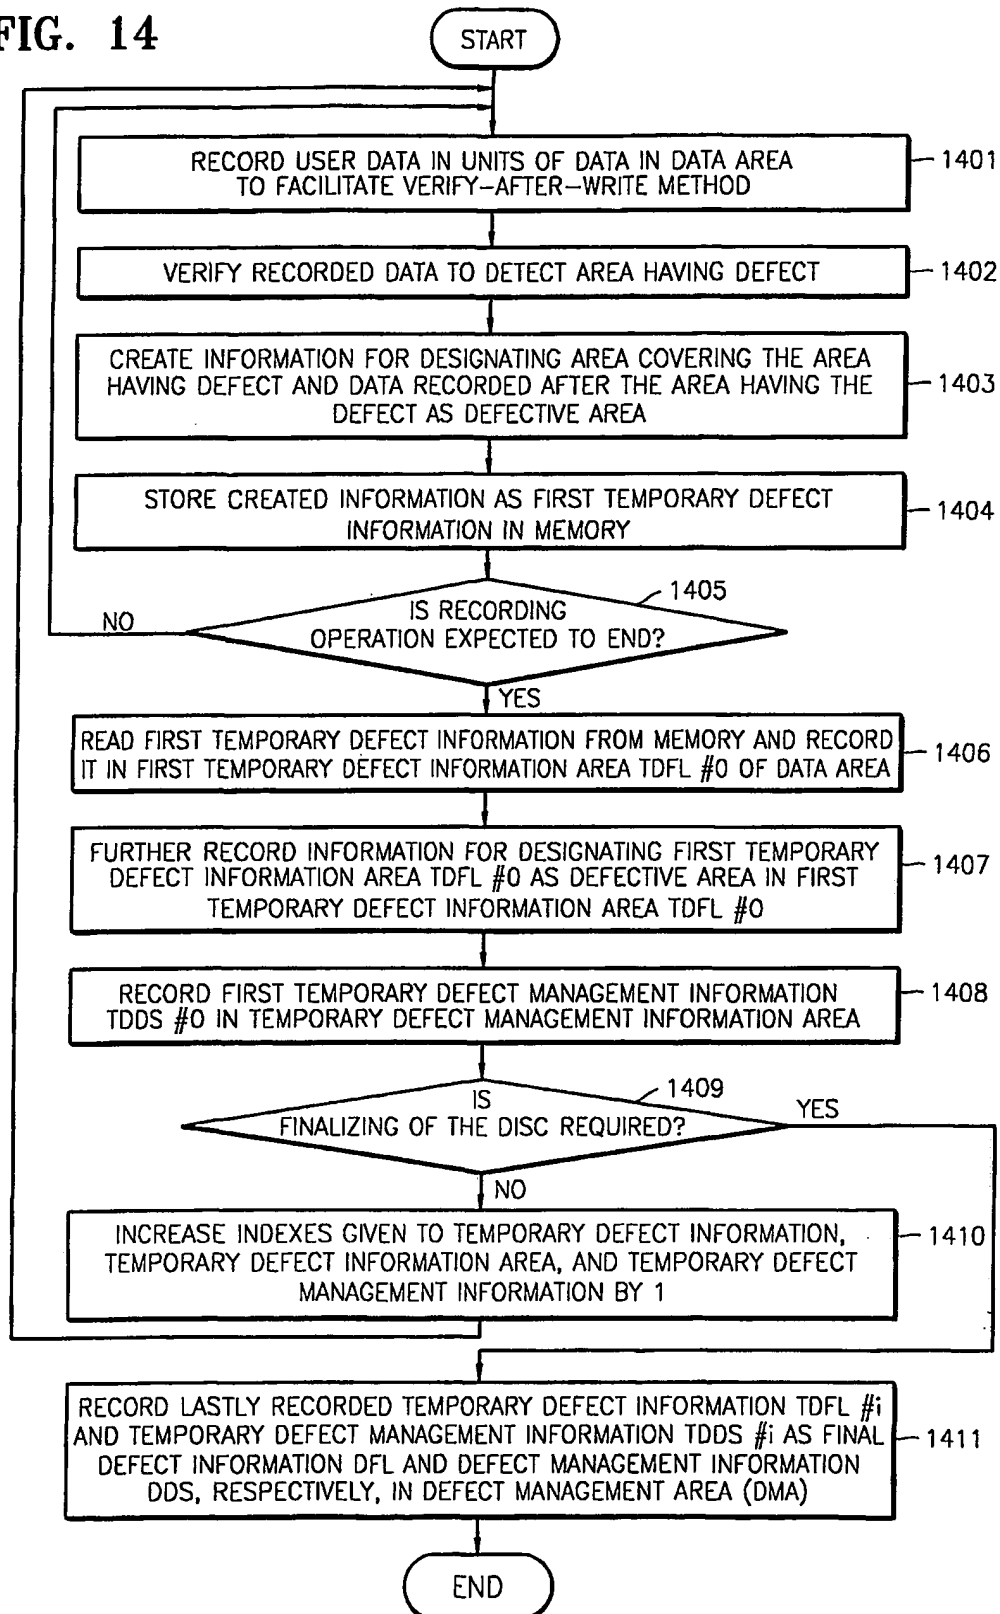 FIG. 14
START
RECORD USER DATA IN UNITS OF DATA IN DATA AREA
TO FACILITATE VERIFY-AFTER-WRITE METHOD
1401
VERIFY RECORDED DATA TO DETECT AREA HAVING DEFECT
1402
CREATE INFORMATION FOR DESIGNATING AREA COVERING THE AREA
HAVING DEFECT AND DATA RECORDED AFTER THE AREA HAVING THE
DEFECT AS DEFECTIVE AREA
1403
STORE CREATED INFORMATION AS FIRST TEMPORARY DEFECT
INFORMATION IN MEMORY
1404
1405
IS RECORDING
OPERATION EXPECTED TO END?
NO
YES
READ FIRST TEMPORARY DEFECT INFORMATION FROM MEMORY AND RECORD
IT IN FIRST TEMPORARY DEFECT INFORMATION AREA TDFL #0 OF DATA AREA
1406
FURTHER RECORD INFORMATION FOR DESIGNATING FIRST TEMPORARY
DEFECT INFORMATION AREA TDFL #0 AS DEFECTIVE AREA IN FIRST
TEMPORARY DEFECT INFORMATION AREA TDFL #0
1407
RECORD FIRST TEMPORARY DEFECT MANAGEMENT INFORMATION
TDDS #0 IN TEMPORARY DEFECT MANAGEMENT INFORMATION AREA
1408
1409
IS
FINALIZING OF THE DISC REQUIRED?
YES
NO
INCREASE INDEXES GIVEN TO TEMPORARY DEFECT INFORMATION,
TEMPORARY DEFECT INFORMATION AREA, AND TEMPORARY DEFECT
MANAGEMENT INFORMATION BY 1
1410
RECORD LASTLY RECORDED TEMPORARY DEFECT INFORMATION TDFL #i
AND TEMPORARY DEFECT MANAGEMENT INFORMATION TDDS #i AS FINAL
DEFECT INFORMATION DFL AND DEFECT MANAGEMENT INFORMATION
DDS, RESPECTIVELY, IN DEFECT MANAGEMENT AREA (DMA)
1411
END